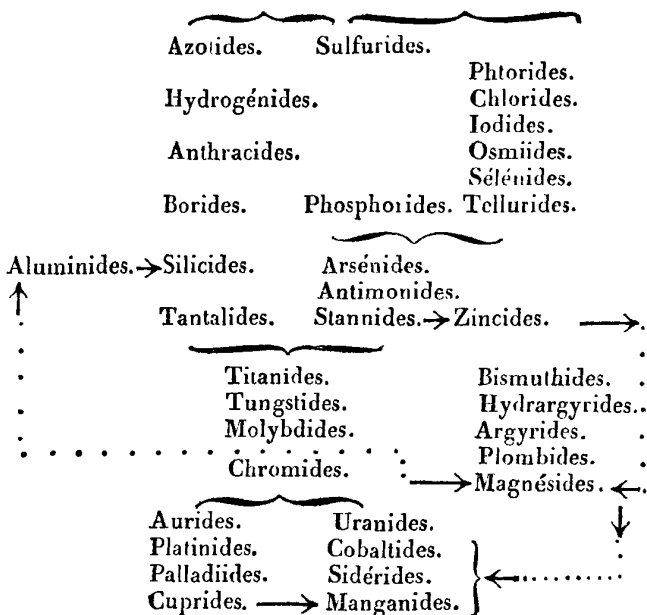 Azotides. Sulfurides.
Phtorides.
Hydrogénides. Chlorides.
Iodides.
Anthracides. Osmiides.
Sélénides.
Borides. Phosphorides. Tellurides.
Aluminides. Silicides. Arsénides.
Antimonides.
Tantalides. Stannides. Zincides.
Titanides. Bismuthides.
Tungstides. Hydrargyrides.
Molybdides. Argyrides.
Plombides.
Chromides. Magnésides.
Aurides. Uranides.
Platinides. Cobaltides.
Palladiides. Sidérides.
Cuprides. Manganides.